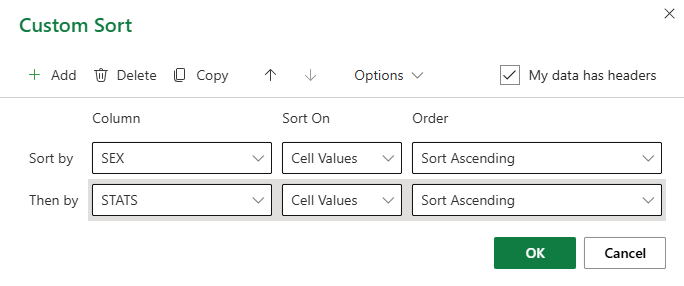 Custom Sort
Add Delete Copy Options My data has headers
Column Sort On Order
Sort by SEX Cell Values Sort Ascending
Then by STATS Cell Values Sort Ascending
OK Cancel